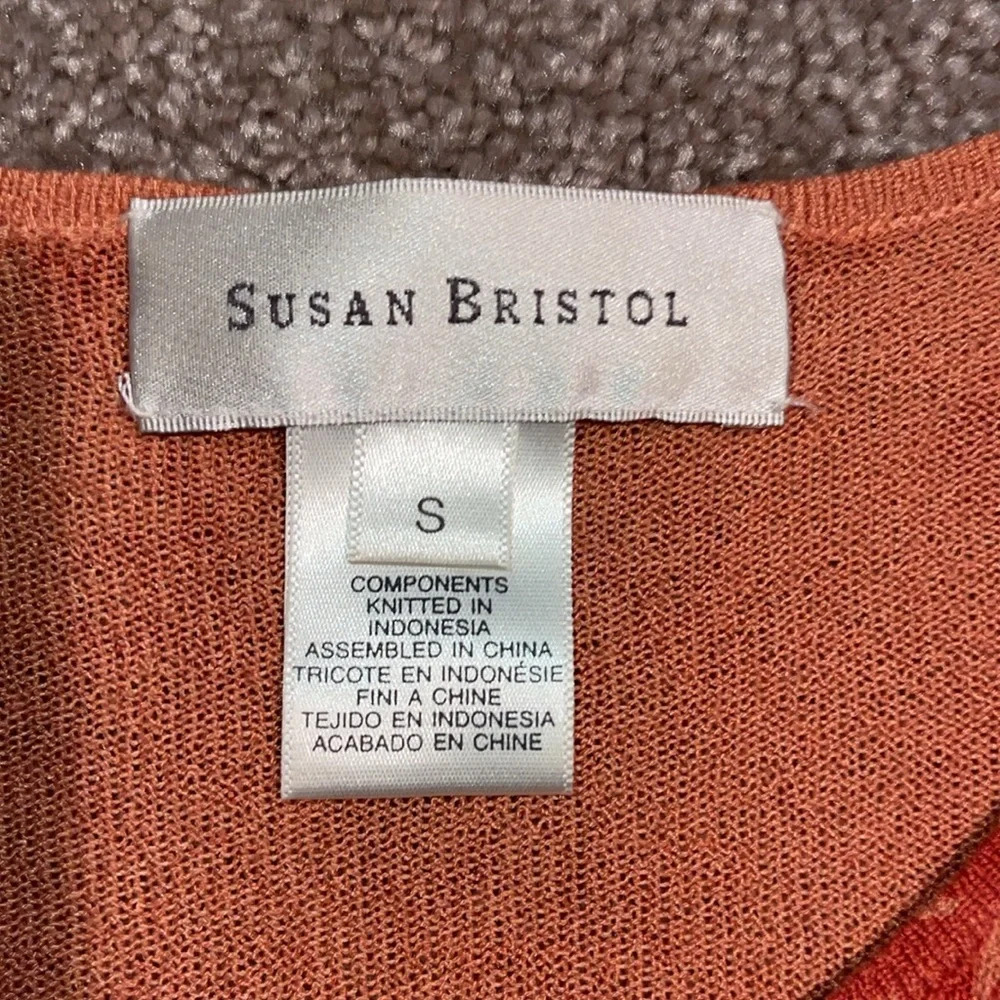 SUSAN BRISTOL
S
COMPONENTS
KNITTED IN
INDONESIA
ASSEMBLED IN CHINA
TRICOTE EN INDONÉSIE
FINI A CHINE
TEJIDO EN INDONESIA
ACABADO EN CHINE